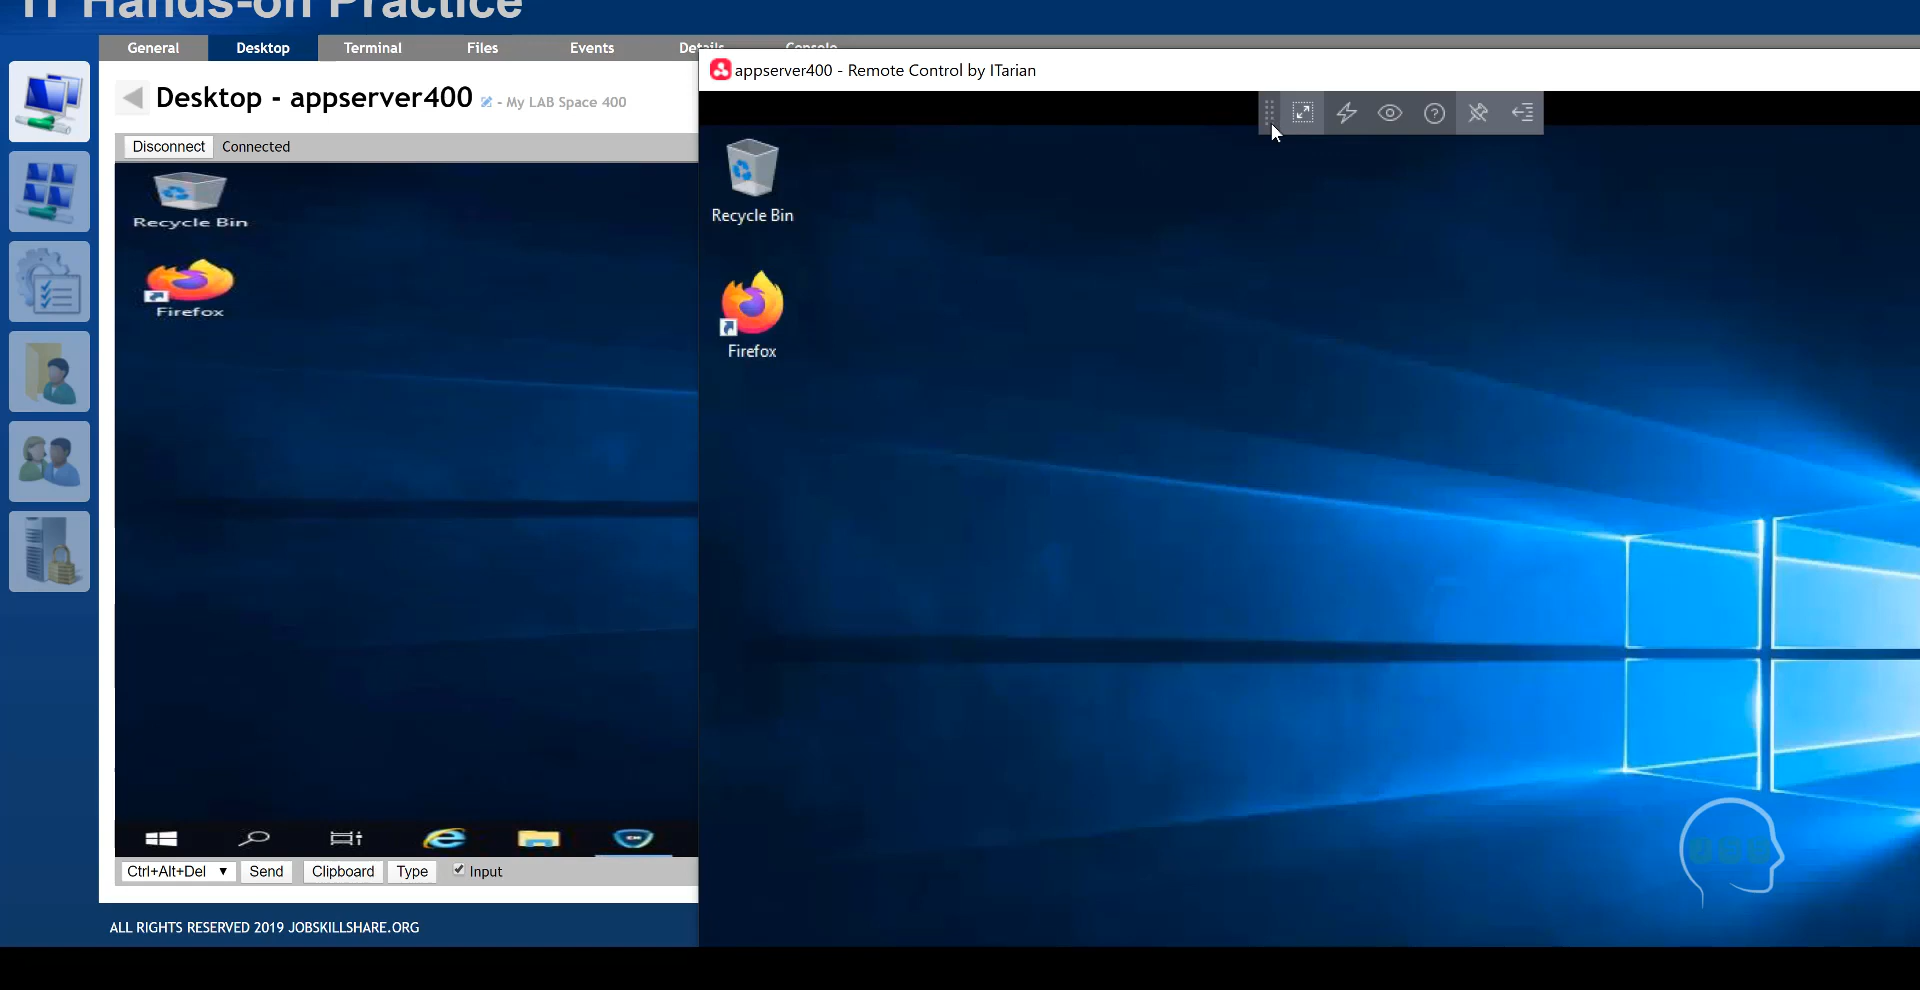 IT Hands-on Practice
General Desktop Terminal Files Events Details Console
Desktop - appserver400 - My LAB Space 400
Disconnect Connected
Recycle Bin
Firefox
Ctrl+Alt+Del Send Clipboard Type Input
ALL RIGHTS RESERVED 2019 JOBSKILLSHARE.ORG
appserver400 - Remote Control by ITarian
Recycle Bin
Firefox